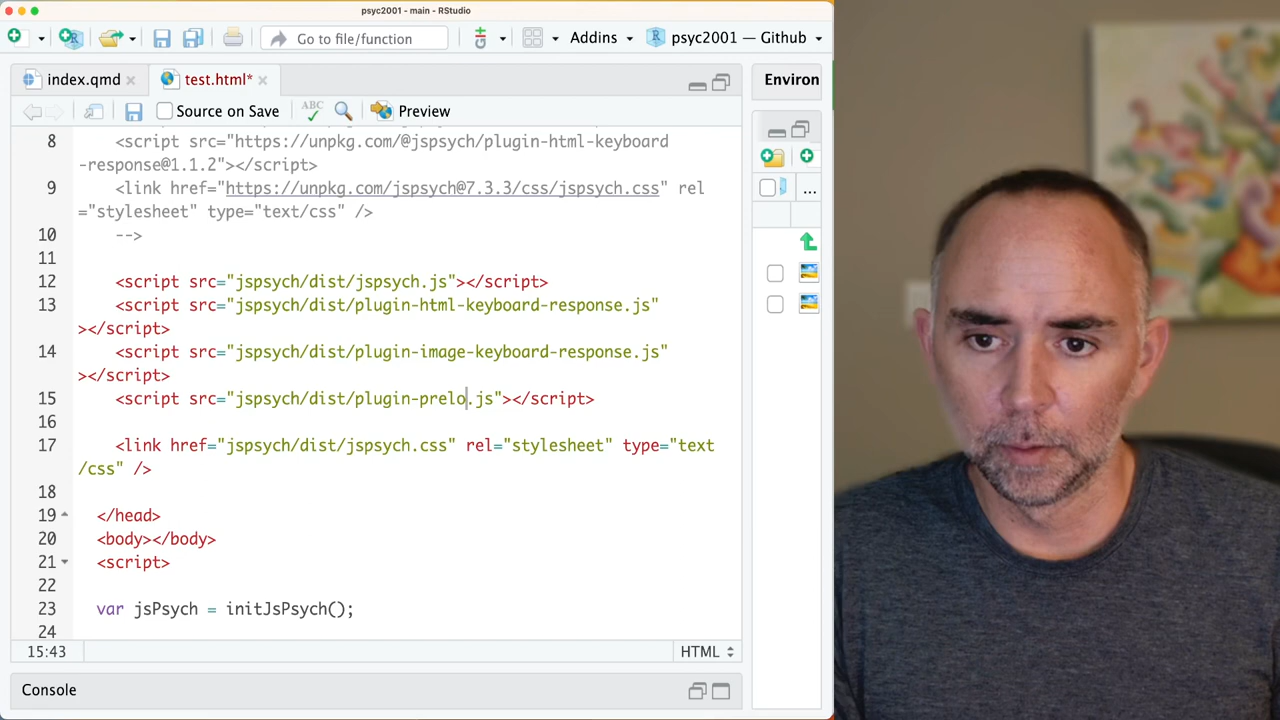 psyc2001 - main - RStudio
Go to file/function
Addins
psyc2001 — Github
index.qmd
test.html*
Environ
Source on Save
ABC
Preview
8 <script src="https://unpkg.com/@jspsych/plugin-html-keyboard
-response@1.1.2"></script>
9 <link href="https://unpkg.com/jspsych@7.3.3/css/jspsych.css" rel
="stylesheet" type="text/css" />
10 -->
11
12 <script src="jspsych/dist/jspsych.js"></script>
13 <script src="jspsych/dist/plugin-html-keyboard-response.js"
></script>
14 <script src="jspsych/dist/plugin-image-keyboard-response.js"
></script>
15 <script src="jspsych/dist/plugin-prelo.js"></script>
16
17 <link href="jspsych/dist/jspsych.css" rel="stylesheet" type="text
/css" />
18
19 </head>
20 <body></body>
21 <script>
22
23 var jsPsych = initJsPsych();
24
...
15:43
HTML
Console